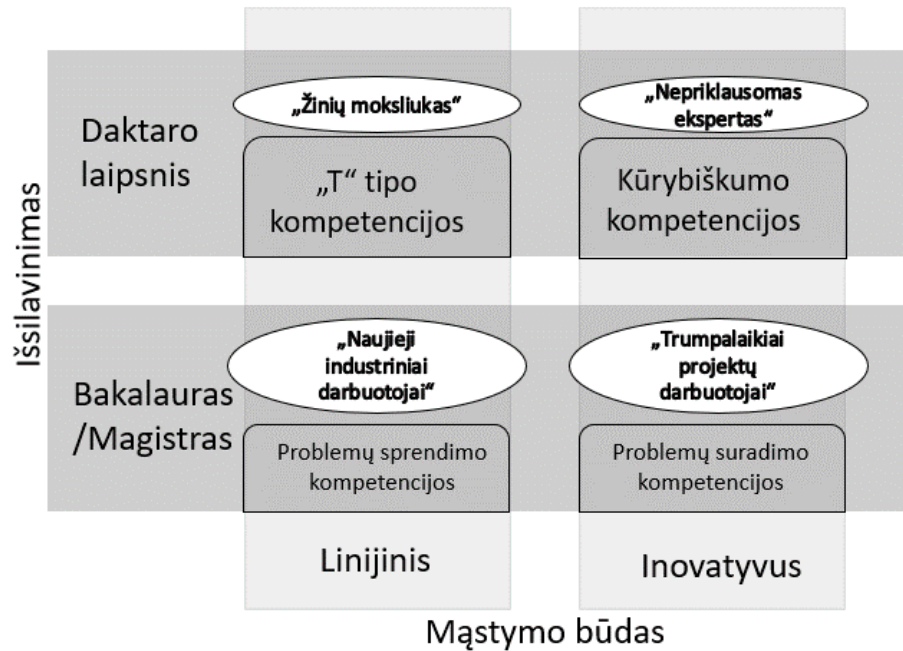 Išsilavinimas
Daktaro
laipsnis
„Žinių moksliukas“
„T“ tipo
kompetencijos
„Nepriklausomas
ekspertas“
Kūrybiškumo
kompetencijos
Bakalauras
/Magistras
„Naujieji
industriniai
darbuotojai“
Problemų sprendimo
kompetencijos
„Trumpalaikiai
projektų
darbuotojai“
Problemų suradimo
kompetencijos
Linijinis
Inovatyvus
Mąstymo būdas